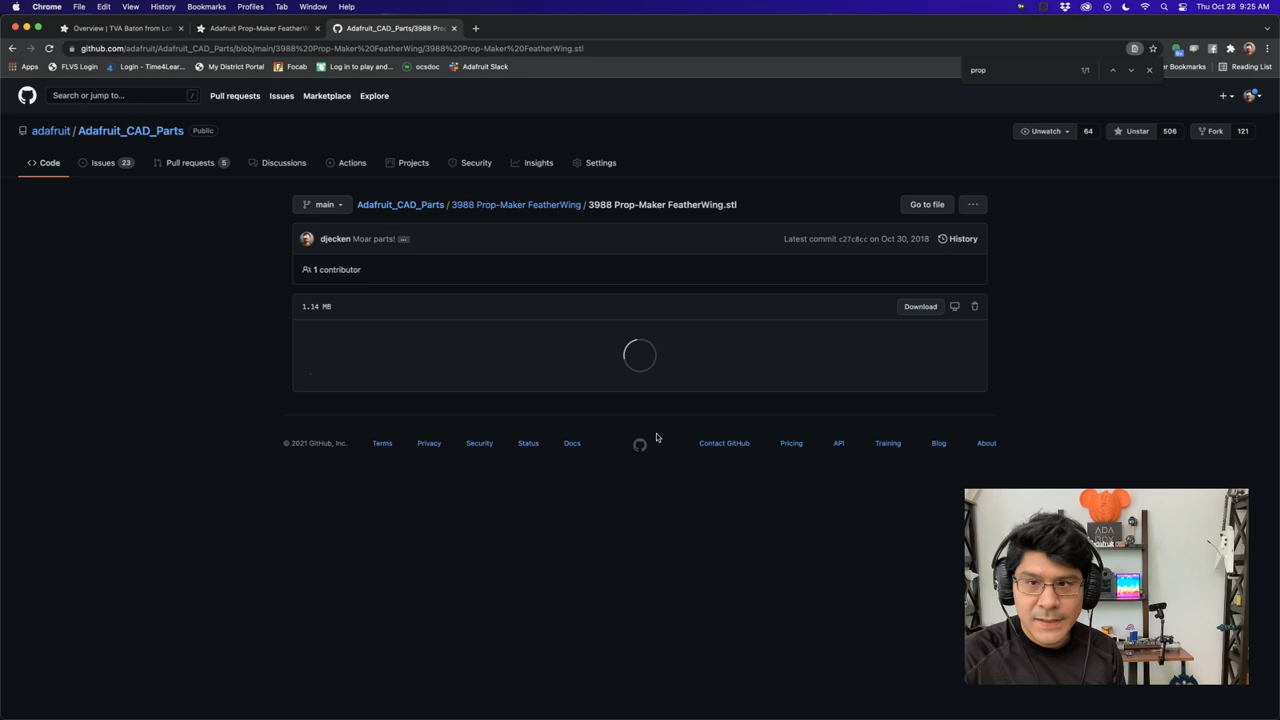 Chrome File Edit View History Bookmarks Profiles Tab Window Help Thu Oct 28 9:25 AM
Overview | TVA Baton from Lo Adafruit Prop-Maker FeatherW Adafruit_CAD_Parts/3988 Pro
github.com/adafruit/Adafruit_CAD_Parts/blob/main/3988%20Prop-Maker%20FeatherWing/3988%20Prop-Maker%20FeatherWing.stl
Apps FLVS Login Login - Time4Lear... My District Portal Focab Log in to play and... ocsdoc Adafruit Slack Bookmarks Reading List
prop 1/1
Search or jump to... / Pull requests Issues Marketplace Explore
adafruit / Adafruit_CAD_Parts Public Unwatch 64 Unstar 506 Fork 121
Code Issues 23 Pull requests 5 Discussions Actions Projects Security Insights Settings
main Adafruit_CAD_Parts / 3988 Prop-Maker FeatherWing / 3988 Prop-Maker FeatherWing.stl Go to file ...
djecken Moar parts! ... Latest commit c27c8cc on Oct 30, 2018 History
1 contributor
1.14 MB Download
© 2021 GitHub, Inc. Terms Privacy Security Status Docs Contact GitHub Pricing API Training Blog About
ADA
BOX
adafruit